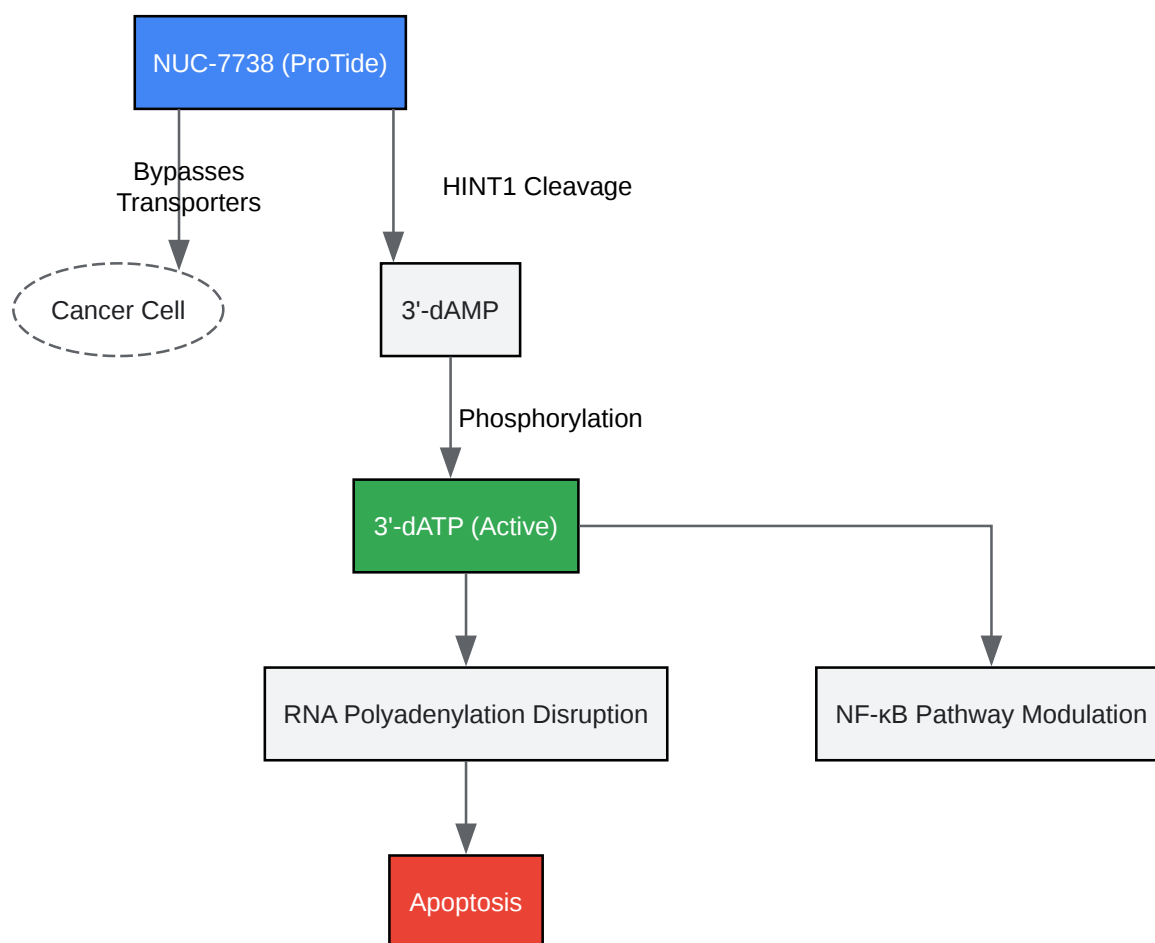 NUC-7738 (ProTide)
Bypasses
Transporters
HINT1 Cleavage
Cancer Cell
3'-dAMP
Phosphorylation
3'-dATP (Active)
RNA Polyadenylation Disruption
NF-κB Pathway Modulation
Apoptosis